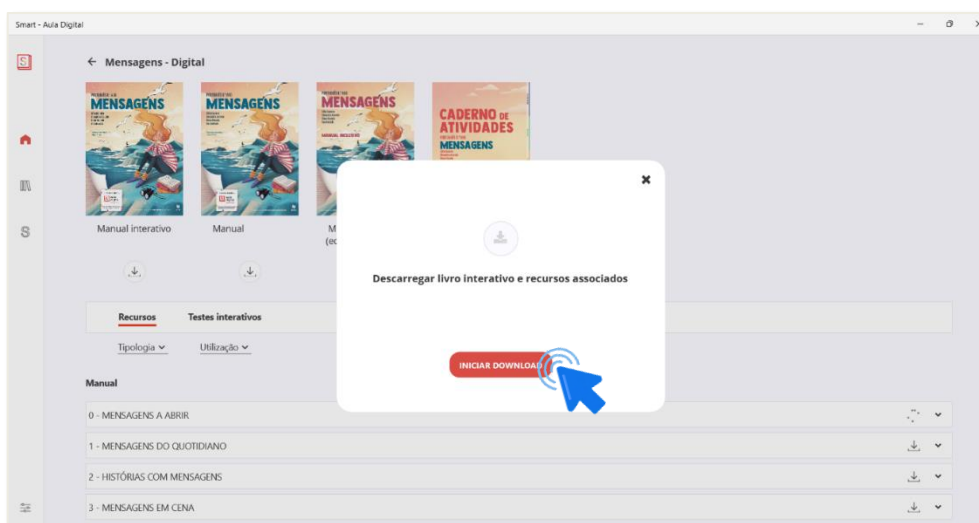 Smart - Aula Digital
Mensagens - Digital
MENSAGENS
MENSAGENS
MENSAGENS
MANUAL INCLUSIVO
CADERNO DE
ATIVIDADES
MENSAGENS
Manual interativo
Manual
Descarregar livro interativo e recursos associados
INICIAR DOWNLOAD
Recursos
Testes interativos
Tipologia
Utilização
Manual
0 - MENSAGENS A ABRIR
1 - MENSAGENS DO QUOTIDIANO
2 - HISTÓRIAS COM MENSAGENS
3 - MENSAGENS EM CENA